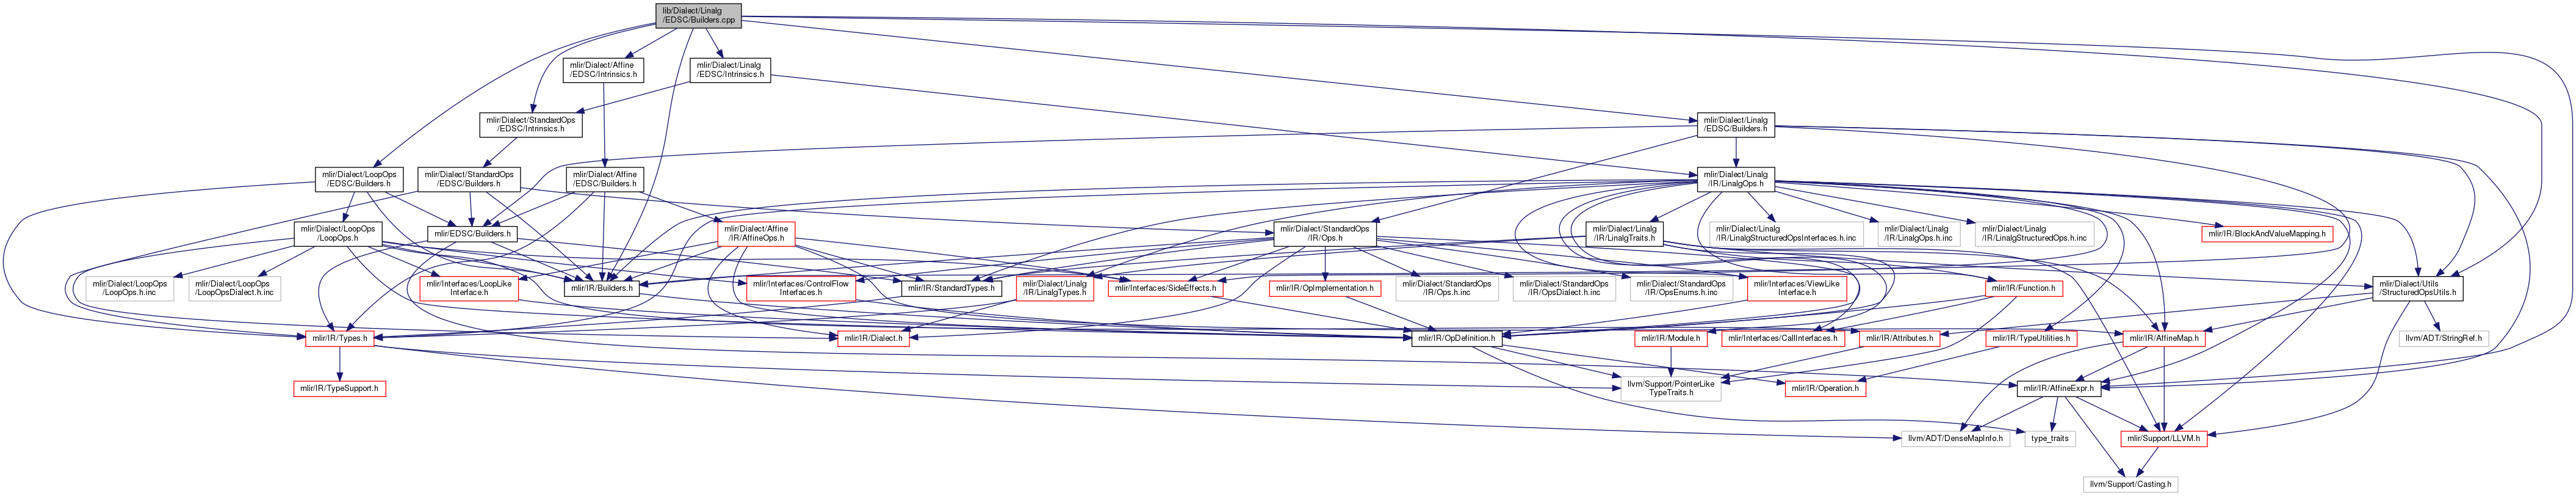 lib/Dialect/Linalg
/EDSC/Builders.cpp
mlir/Dialect/Affine
/EDSC/Intrinsics.h
mlir/Dialect/Linalg
/EDSC/Intrinsics.h
mlir/Dialect/StandardOps
/EDSC/Intrinsics.h
mlir/Dialect/Linalg
/EDSC/Builders.h
mlir/Dialect/LoopOps
/EDSC/Builders.h
mlir/Dialect/StandardOps
/EDSC/Builders.h
mlir/Dialect/Affine
/EDSC/Builders.h
mlir/Dialect/Linalg
/IR/LinalgOps.h
mlir/Dialect/LoopOps
/LoopOps.h
mlir/EDSC/Builders.h
mlir/Dialect/Affine
/IR/AffineOps.h
mlir/Dialect/StandardOps
/IR/Ops.h
mlir/Dialect/Linalg
/IR/LinalgTraits.h
mlir/Dialect/Linalg
/IR/LinalgStructuredOpsInterfaces.h.inc
mlir/Dialect/Linalg
/IR/LinalgOps.h.inc
mlir/Dialect/Linalg
/IR/LinalgStructuredOps.h.inc
mlir/IR/BlockAndValueMapping.h
mlir/Dialect/LoopOps
/LoopOps.h.inc
mlir/Dialect/LoopOps
/LoopOpsDialect.h.inc
mlir/Interfaces/LoopLike
Interface.h
mlir/IR/Builders.h
mlir/Interfaces/ControlFlow
Interfaces.h
mlir/IR/StandardTypes.h
mlir/Dialect/Linalg
/IR/LinalgTypes.h
mlir/Interfaces/SideEffects.h
mlir/IR/OpImplementation.h
mlir/Dialect/StandardOps
/IR/Ops.h.inc
mlir/Dialect/StandardOps
/IR/OpsDialect.h.inc
mlir/Dialect/StandardOps
/IR/OpsEnums.h.inc
mlir/Interfaces/ViewLike
Interface.h
mlir/IR/Function.h
mlir/Dialect/Utils
/StructuredOpsUtils.h
mlir/IR/Types.h
mlir/IR/Dialect.h
mlir/IR/OpDefinition.h
mlir/IR/Module.h
mlir/Interfaces/CallInterfaces.h
mlir/IR/Attributes.h
mlir/IR/TypeUtilities.h
mlir/IR/AffineMap.h
llvm/ADT/StringRef.h
mlir/IR/TypeSupport.h
llvm/Support/PointerLike
TypeTraits.h
mlir/IR/Operation.h
mlir/IR/AffineExpr.h
llvm/ADT/DenseMapInfo.h
type_traits
mlir/Support/LLVM.h
llvm/Support/Casting.h